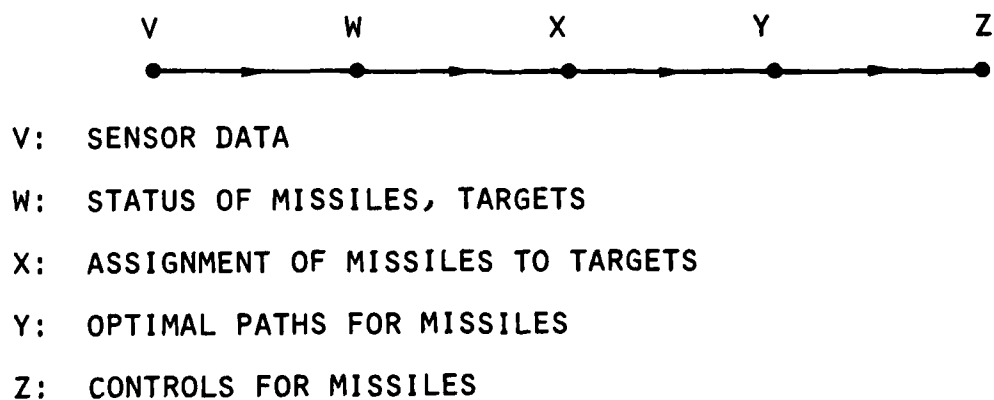 V W X Y Z
V: SENSOR DATA
W: STATUS OF MISSILES, TARGETS
X: ASSIGNMENT OF MISSILES TO TARGETS
Y: OPTIMAL PATHS FOR MISSILES
Z: CONTROLS FOR MISSILES